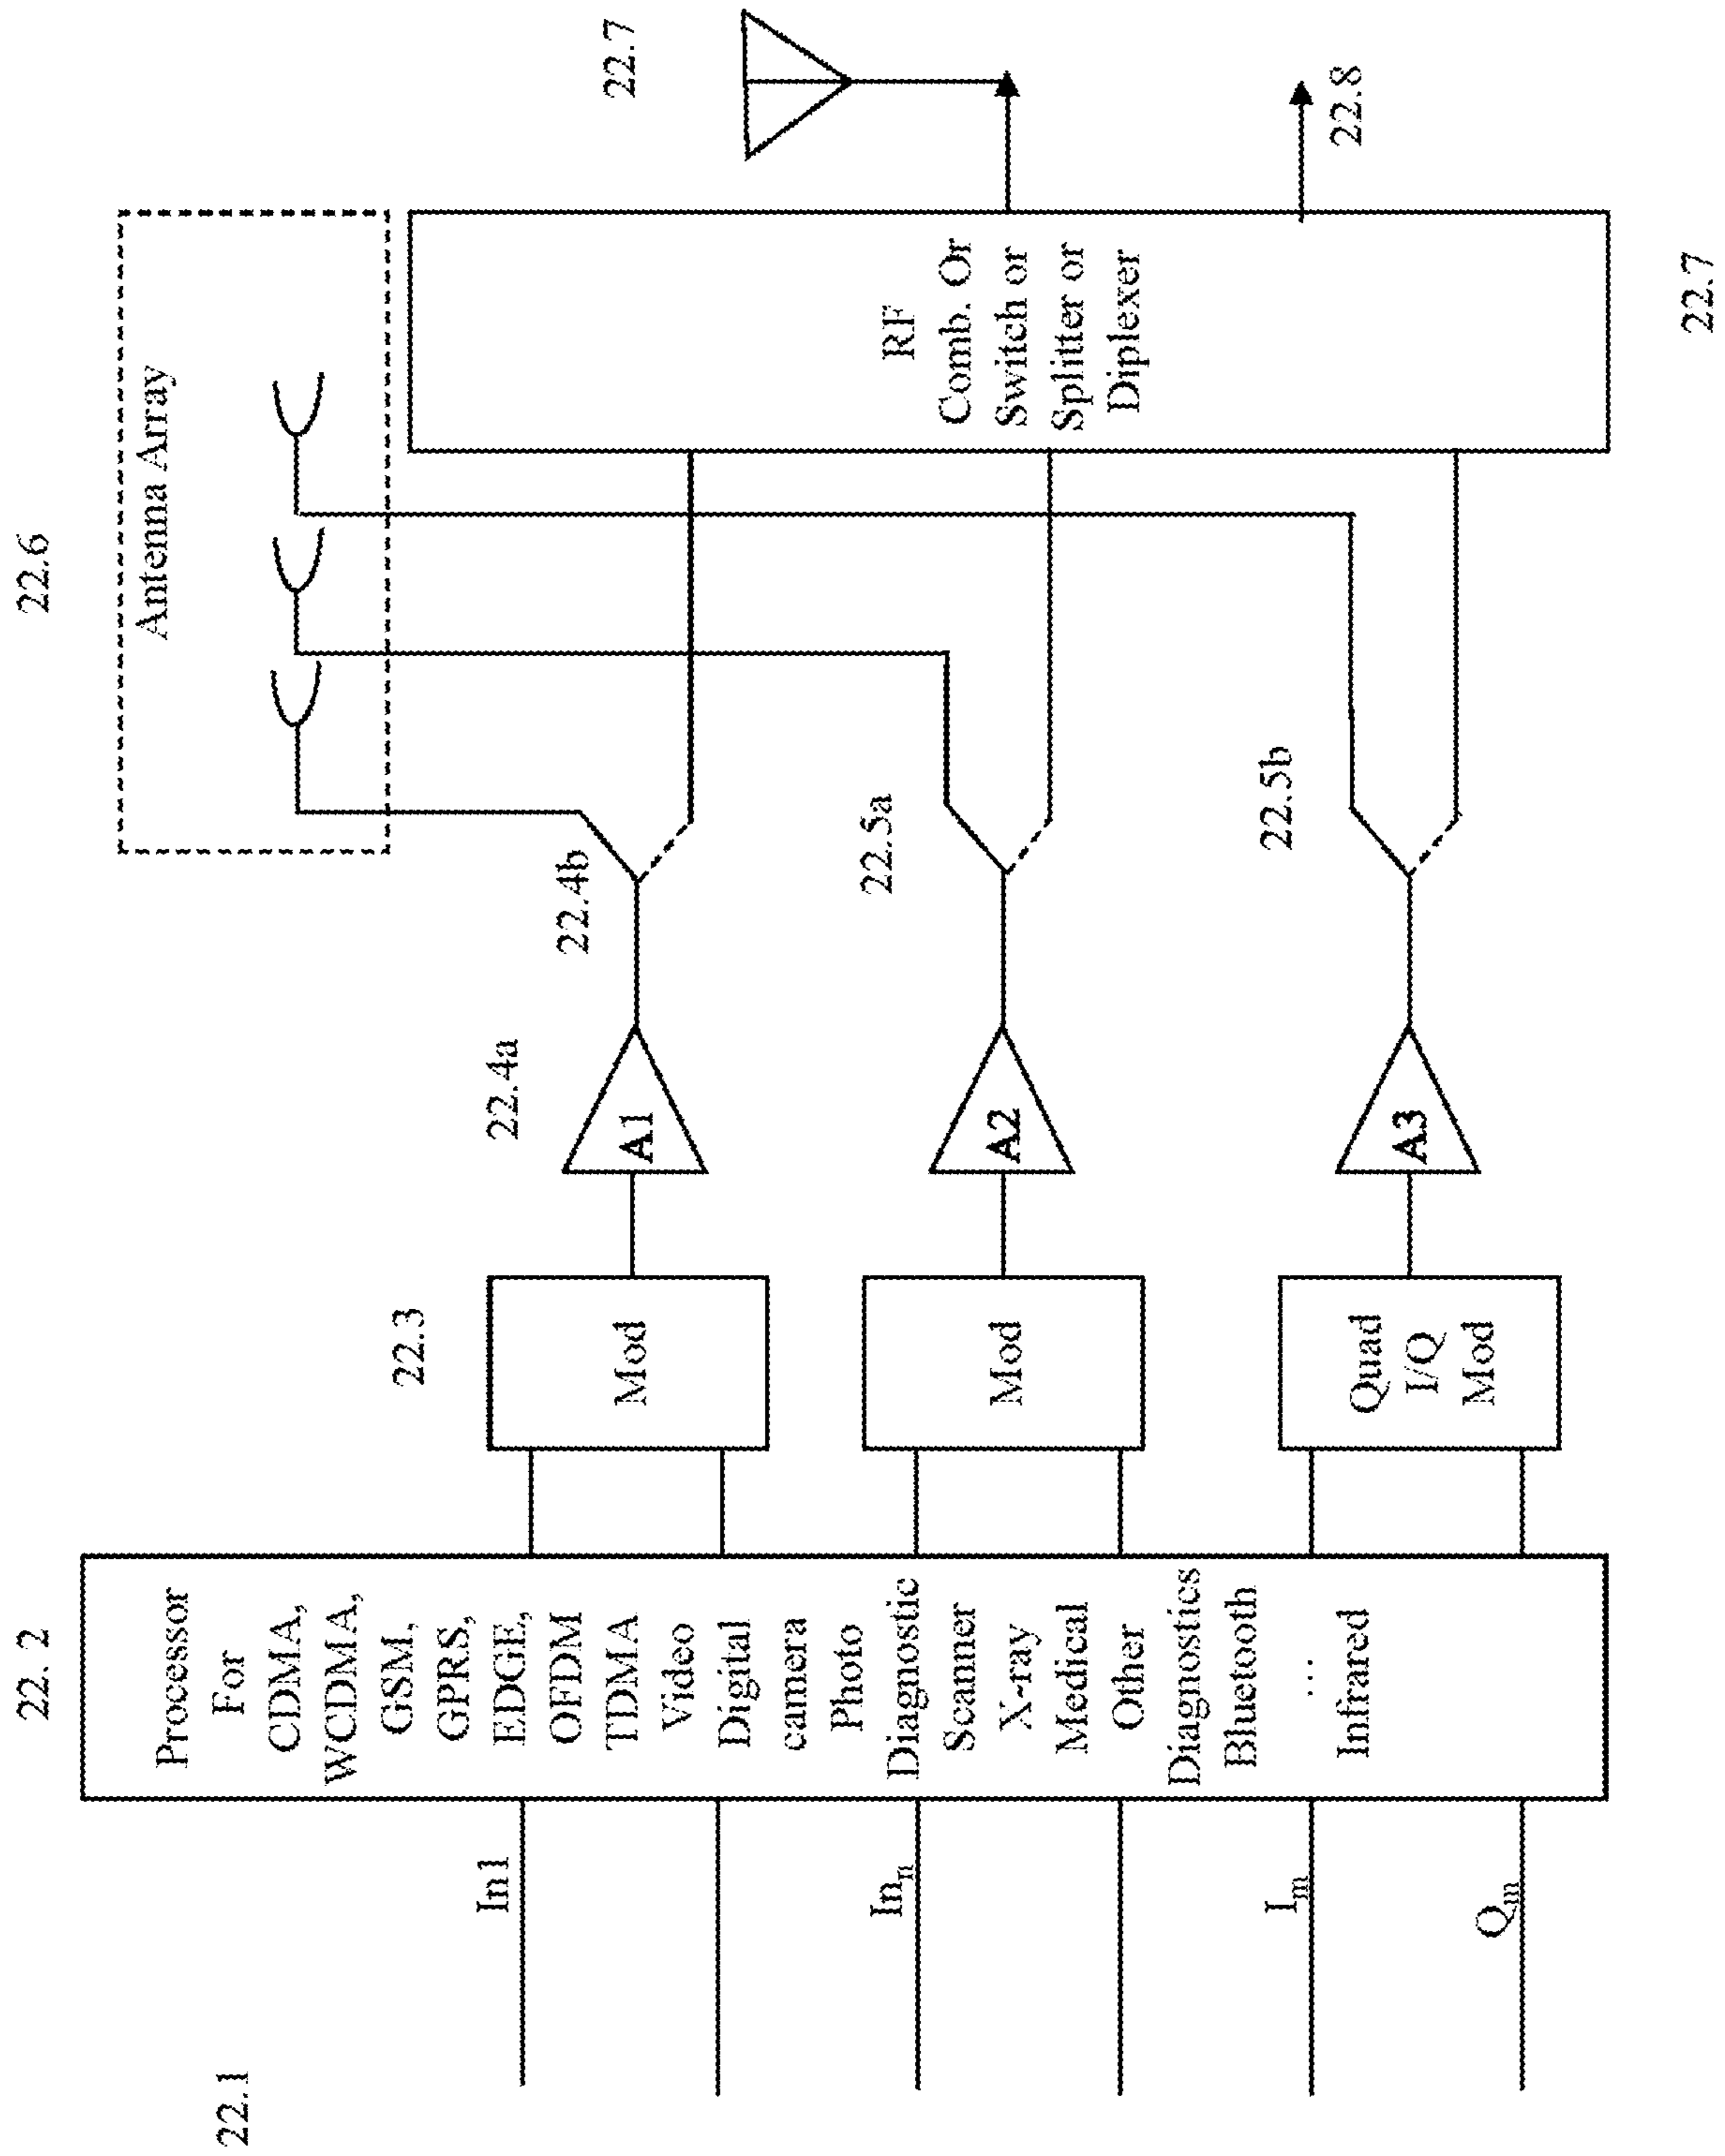 22.1
In1
In_n
I_m
Q_m
22. 2
Processor
For
CDMA,
WCDMA,
GSM,
GPRS,
EDGE,
OFDM
TDMA
Video
Digital
camera
Photo
Diagnostic
Scanner
X-ray
Medical
Other
Diagnostics
Bluetooth
…
Infrared
22.3
Mod
Mod
Quad
I/Q
Mod
22.4a
A1
A2
A3
22.4b
22.5a
22.5b
22.6
Antenna Array
RF
Comb. Or
Switch or
Splitter or
Diplexer
22.7
22.7
22.8